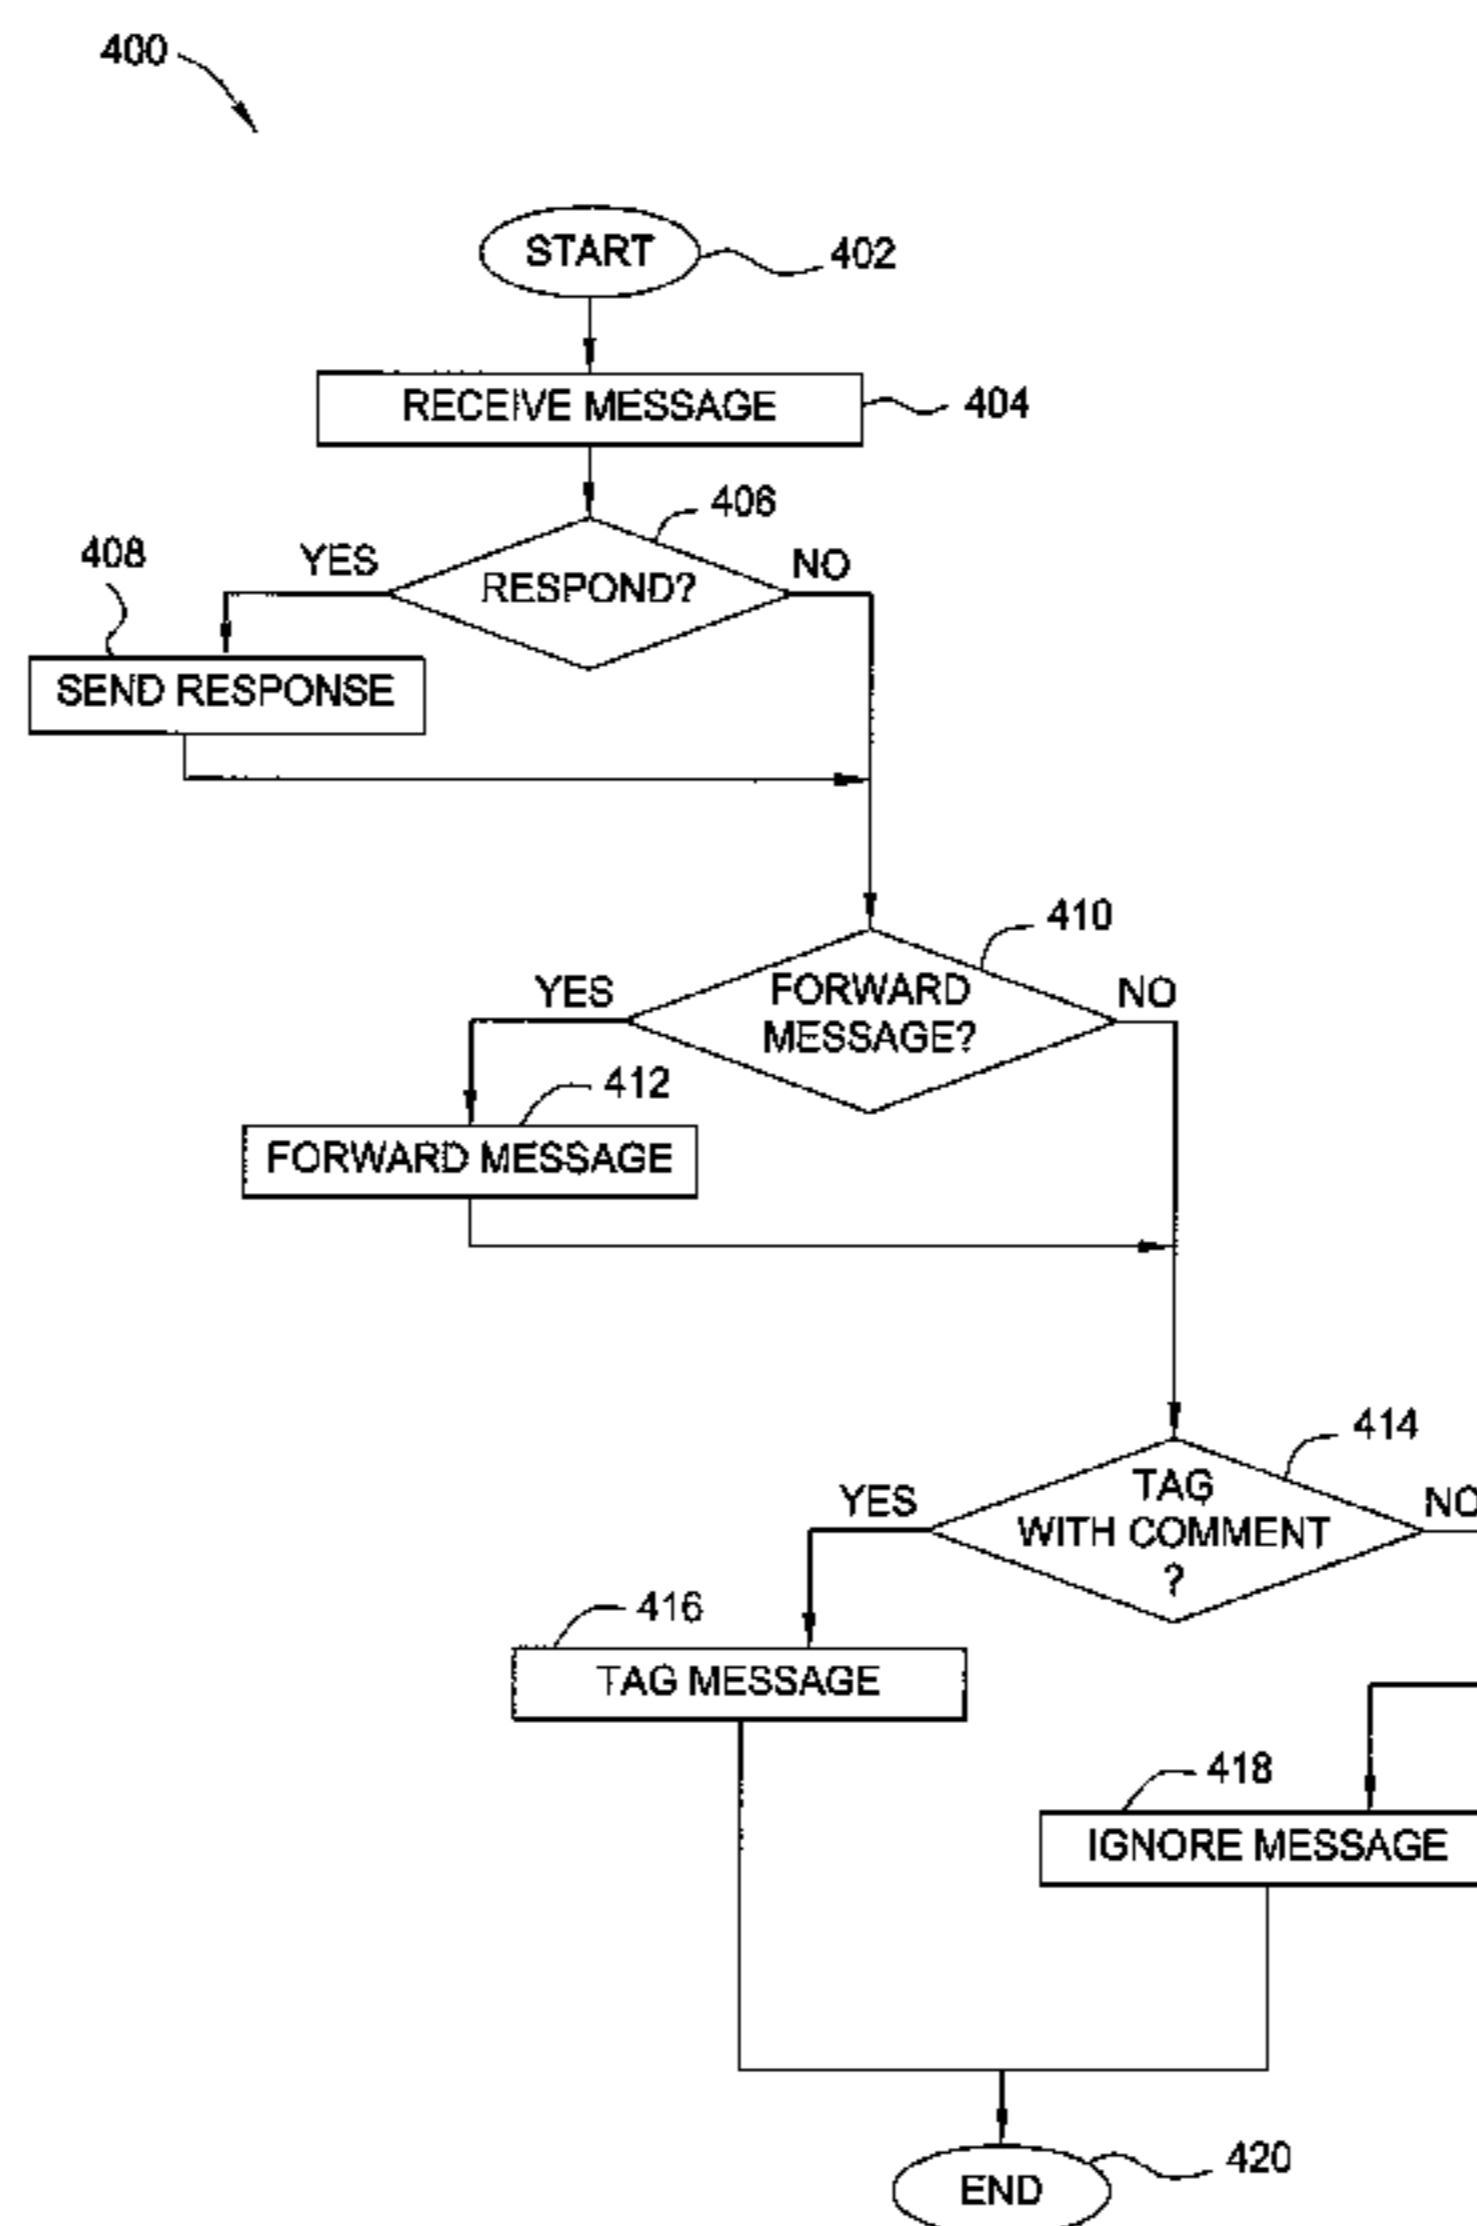 400
START
402
RECEIVE MESSAGE
404
406
408
YES
RESPOND?
NO
SEND RESPONSE
410
YES
FORWARD
MESSAGE?
NO
412
FORWARD MESSAGE
414
YES
TAG
WITH COMMENT
?
NO
416
TAG MESSAGE
418
IGNORE MESSAGE
420
END